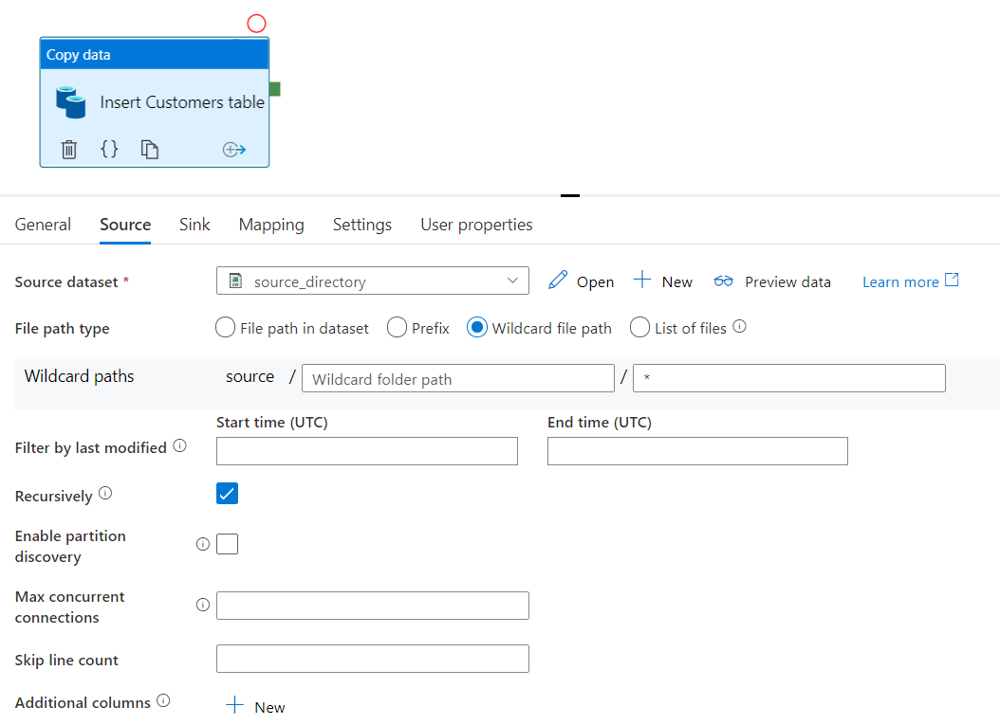 Copy data
Insert Customers table
General Source Sink Mapping Settings User properties
Source dataset * source_directory Open New Preview data Learn more
File path type File path in dataset Prefix Wildcard file path List of files
Wildcard paths source / Wildcard folder path / *
Start time (UTC) End time (UTC)
Filter by last modified
Recursively
Enable partition
discovery
Max concurrent
connections
Skip line count
Additional columns New